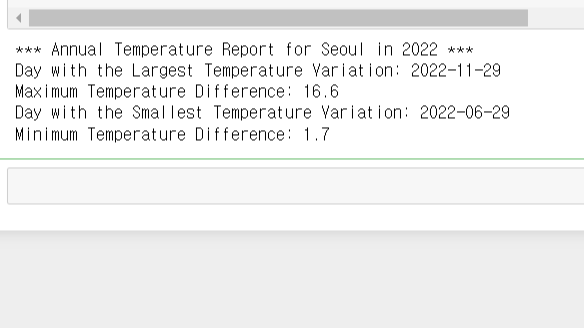 *** Annual Temperature Report for Seoul in 2022 ***
Day with the Largest Temperature Variation: 2022-11-29
Maximum Temperature Difference: 16.6
Day with the Smallest Temperature Variation: 2022-06-29
Minimum Temperature Difference: 1.7